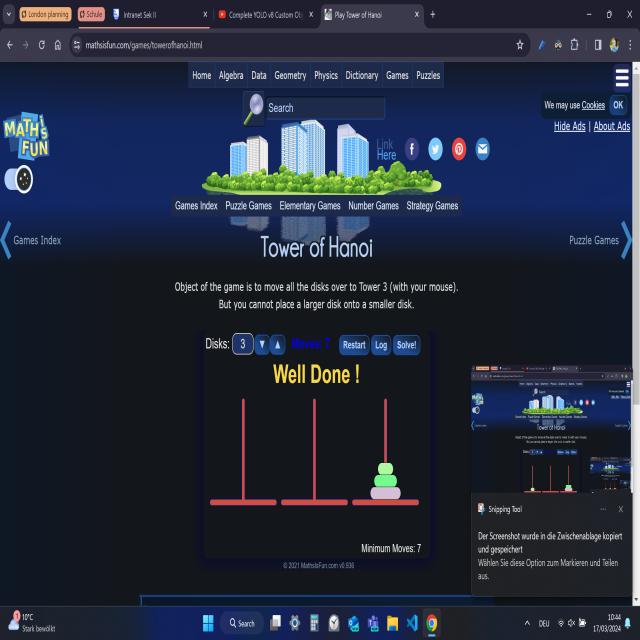 London planning
Schule
Intranet Sek II
Complete YOLO v8 Custom Ob
Play Tower of Hanoi
mathsisfun.com/games/towerofhanoi.html
Home Algebra Data Geometry Physics Dictionary Games Puzzles
Search
We may use Cookies OK
Hide Ads | About Ads
MATHS
FUN
Link
Here
Games Index Puzzle Games Elementary Games Number Games Strategy Games
Games Index
Tower of Hanoi
Puzzle Games
Object of the game is to move all the disks over to Tower 3 (with your mouse).
But you cannot place a larger disk onto a smaller disk.
Disks: 3 Moves: 7 Restart Log Solve!
Well Done !
Minimum Moves: 7
© 2021 MathsIsFun.com v0.936
Tower of Hanoi
Snipping Tool
Der Screenshot wurde in die Zwischenablage kopiert
und gespeichert
Wählen Sie diese Option zum Markieren und Teilen
aus.
10°C
Stark bewölkt
Search
DEU
10:44
17/03/2024